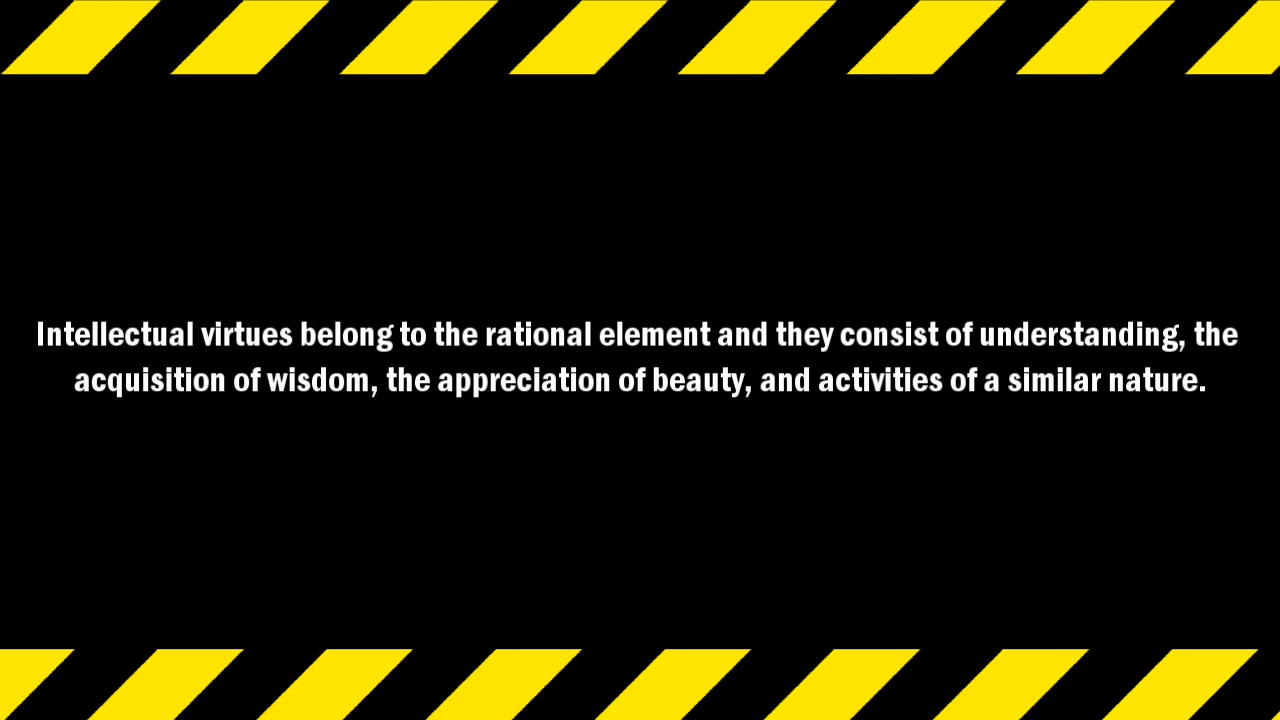 Intellectual virtues belong to the rational element and they consist of understanding, the
acquisition of wisdom, the appreciation of beauty, and activities of a similar nature.